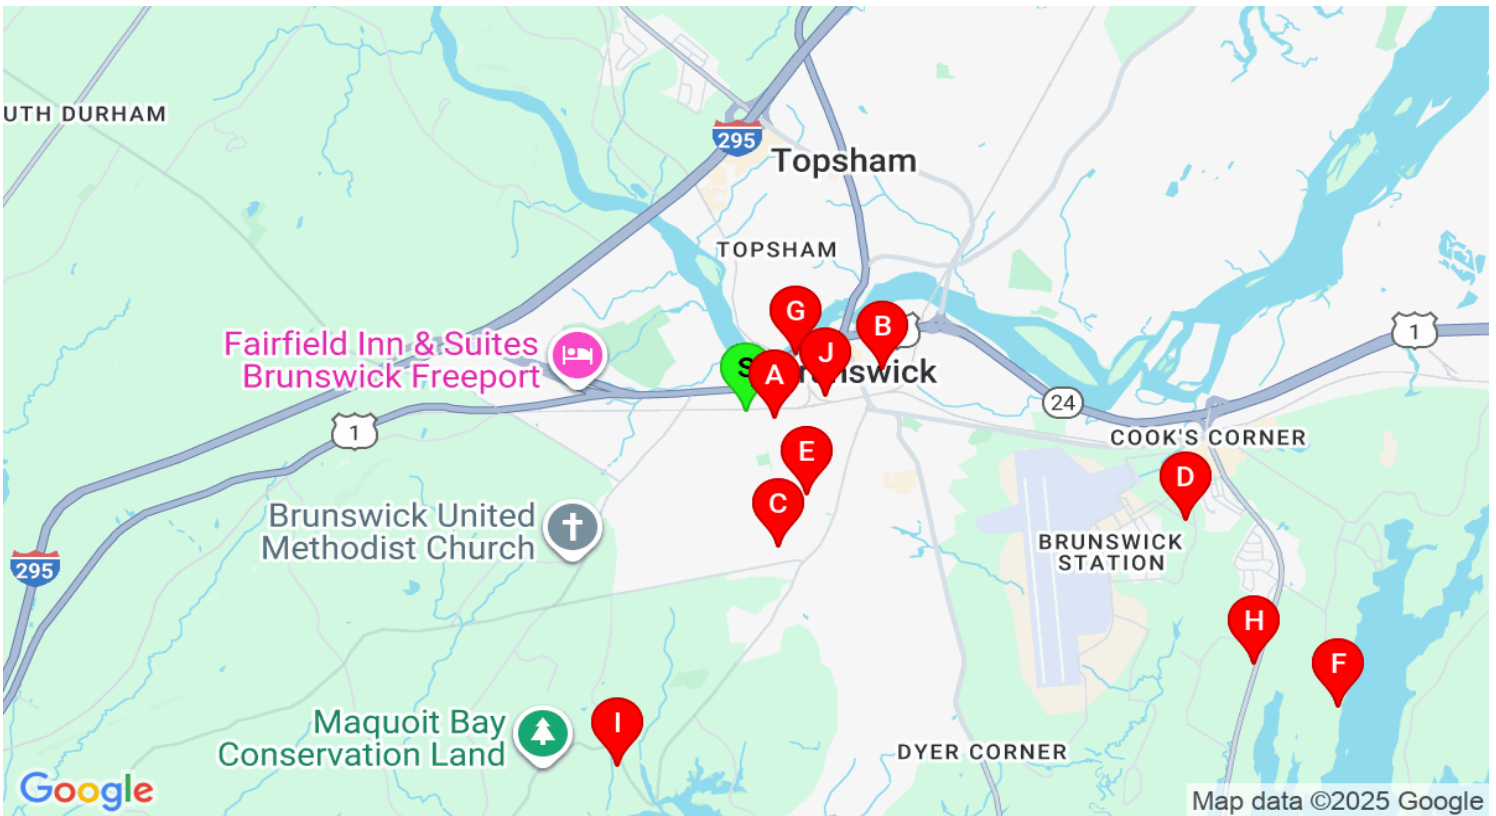 UTH DURHAM
295
Topsham
TOPSHAM
G
B
1
J
S
A
Brunswick
Fairfield Inn & Suites
Brunswick Freeport
24
1
COOK'S CORNER
E
D
C
Brunswick United
Methodist Church
BRUNSWICK
STATION
295
H
F
I
Maquoit Bay
Conservation Land
DYER CORNER
Google
Map data ©2025 Google